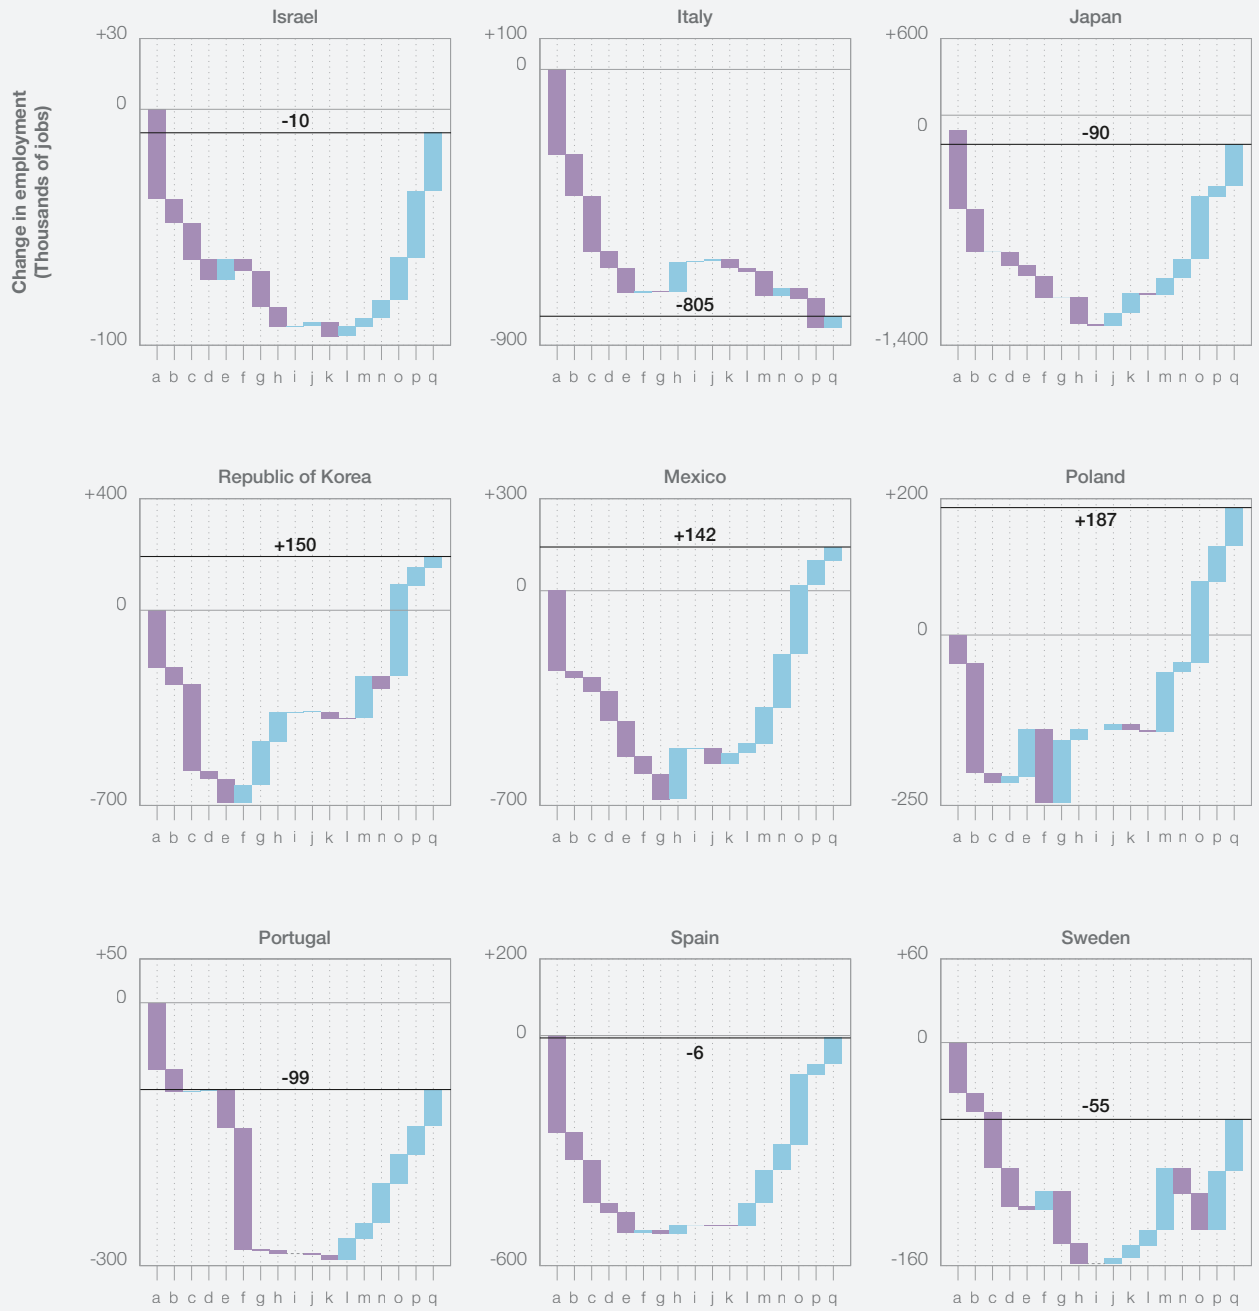 Change in employment
(Thousands of jobs)
Israel
+30
0
-10
-100
a b c d e f g h i j k l m n o p q
Italy
+100
0
-805
-900
a b c d e f g h i j k l m n o p q
Japan
+600
0
-90
-1,400
a b c d e f g h i j k l m n o p q
Republic of Korea
+400
+150
0
-700
a b c d e f g h i j k l m n o p q
Mexico
+300
+142
0
-700
a b c d e f g h i j k l m n o p q
Poland
+200
+187
0
-250
a b c d e f g h i j k l m n o p q
Portugal
+50
0
-99
-300
a b c d e f g h i j k l m n o p q
Spain
+200
0
-6
-600
a b c d e f g h i j k l m n o p q
Sweden
+60
0
-55
-160
a b c d e f g h i j k l m n o p q